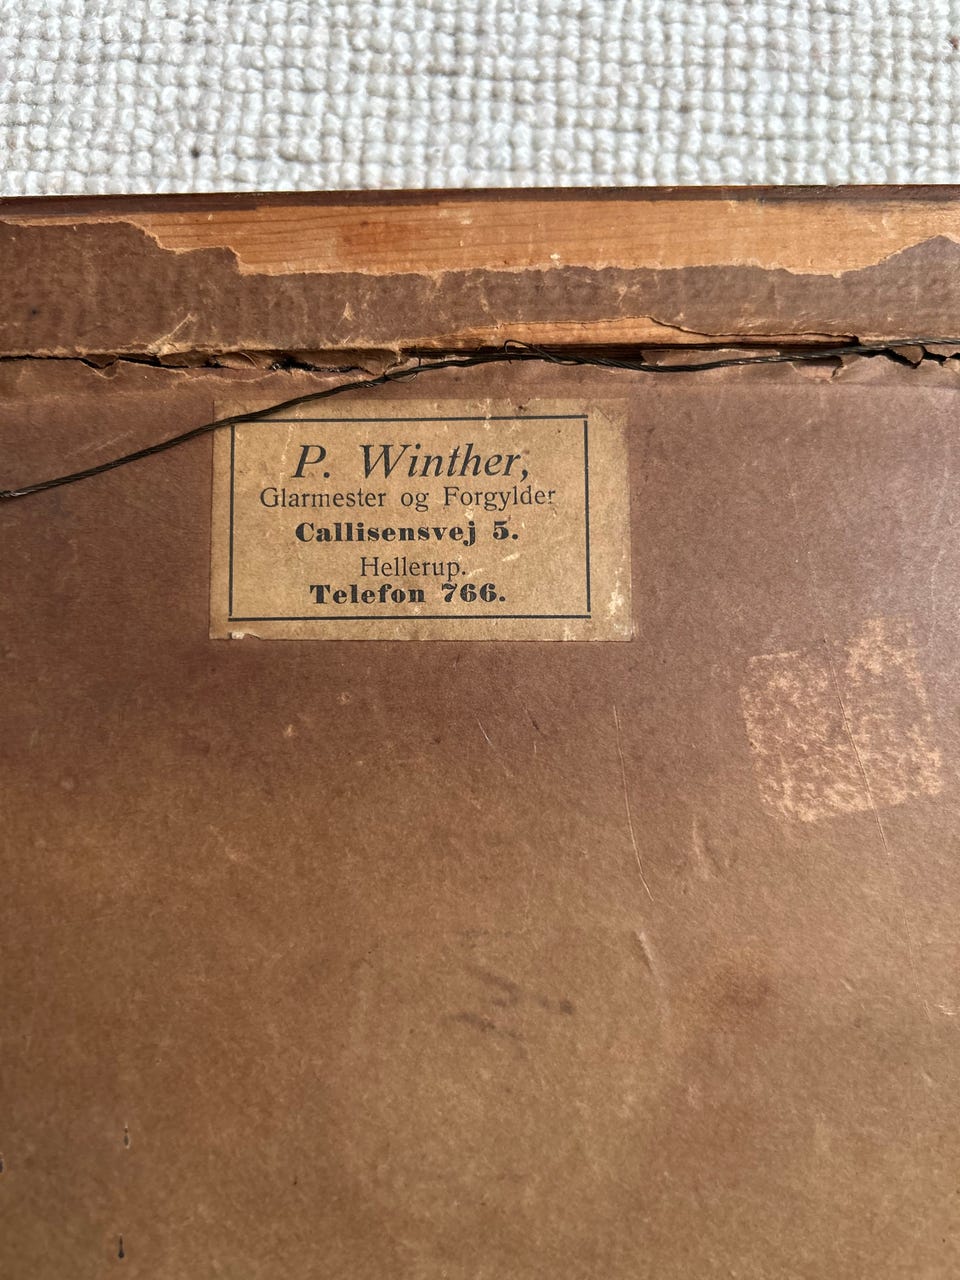 P. Winther,
Glarmester og Forgylder
Callisensvej 5.
Hellerup.
Telefon 766.